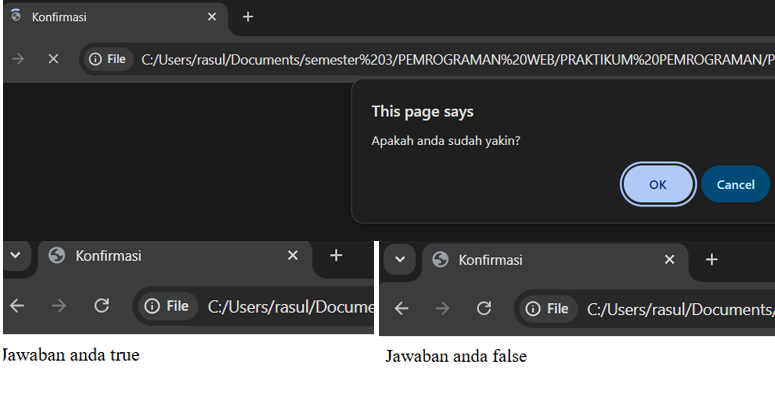 Konfirmasi
File C:/Users/rasul/Documents/semester%203/PEMROGRAMAN%20WEB/PRAKTIKUM%20PEMROGRAMAN/P
This page says
Apakah anda sudah yakin?
OK Cancel
Konfirmasi
File C:/Users/rasul/Docume
Jawaban anda true
Konfirmasi
File C:/Users/rasul/Documents/
Jawaban anda false